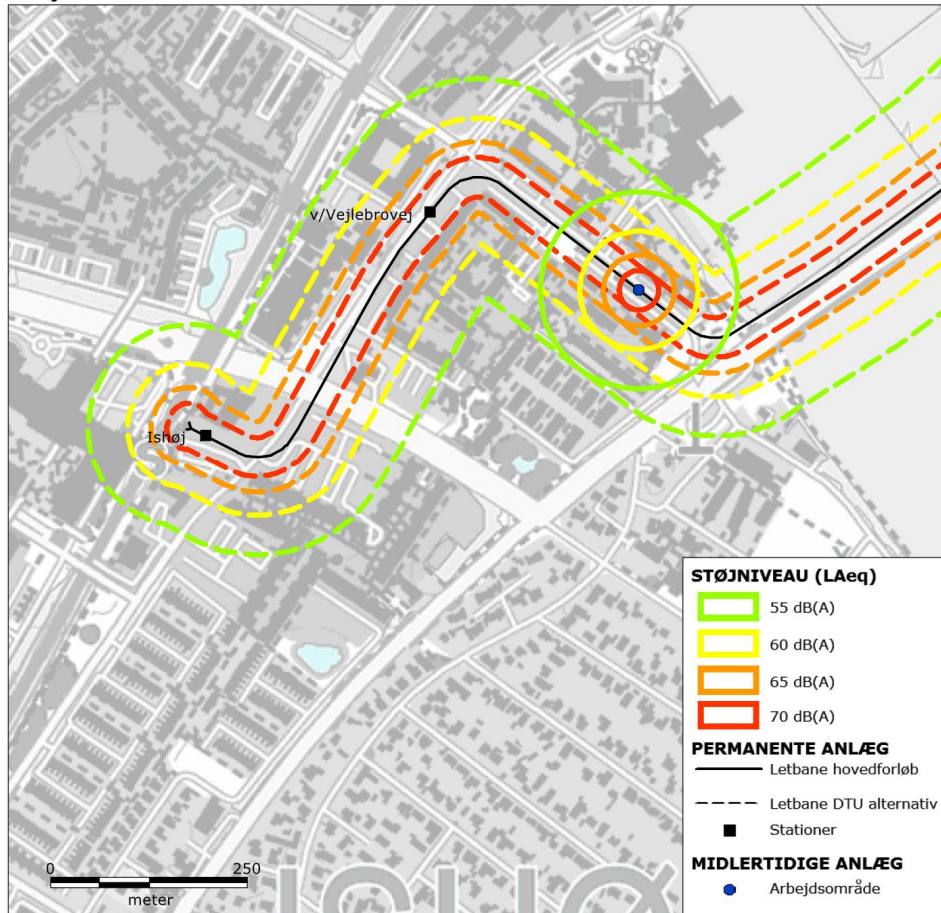 v/Vejlebrovej
Ishøj
STØJNIVEAU (LAeq)
55 dB(A)
60 dB(A)
65 dB(A)
70 dB(A)
PERMANENTE ANLÆG
Letbane hovedforløb
Letbane DTU alternativ
Stationer
MIDLERTIDIGE ANLÆG
Arbejdsområde
0
250
meter